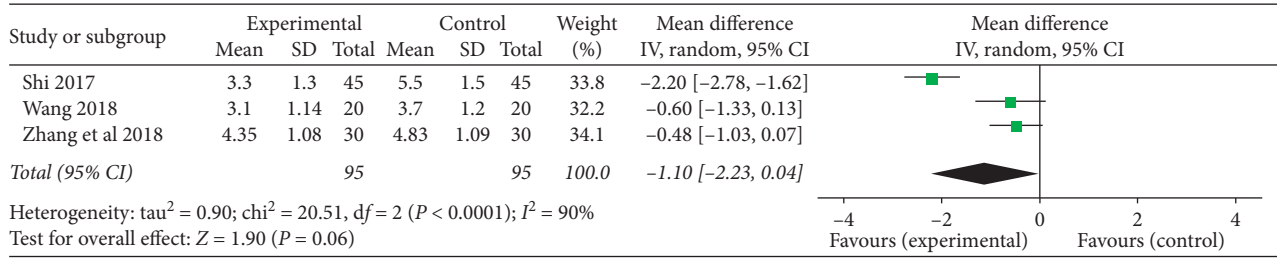 Study or subgroup Experimental Control Weight (%) Mean difference IV, random, 95% CI Mean difference IV, random, 95% CI
Mean SD Total Mean SD Total
Shi 2017 3.3 1.3 45 5.5 1.5 45 33.8 −2.20 [−2.78, −1.62]
Wang 2018 3.1 1.14 20 3.7 1.2 20 32.2 −0.60 [−1.33, 0.13]
Zhang et al 2018 4.35 1.08 30 4.83 1.09 30 34.1 −0.48 [−1.03, 0.07]
Total (95% CI) 95 95 100.0 −1.10 [−2.23, 0.04]
Heterogeneity: tau² = 0.90; chi² = 20.51, df = 2 (P < 0.0001); I² = 90%
Test for overall effect: Z = 1.90 (P = 0.06)
−4 −2 0 2 4
Favours (experimental) Favours (control)